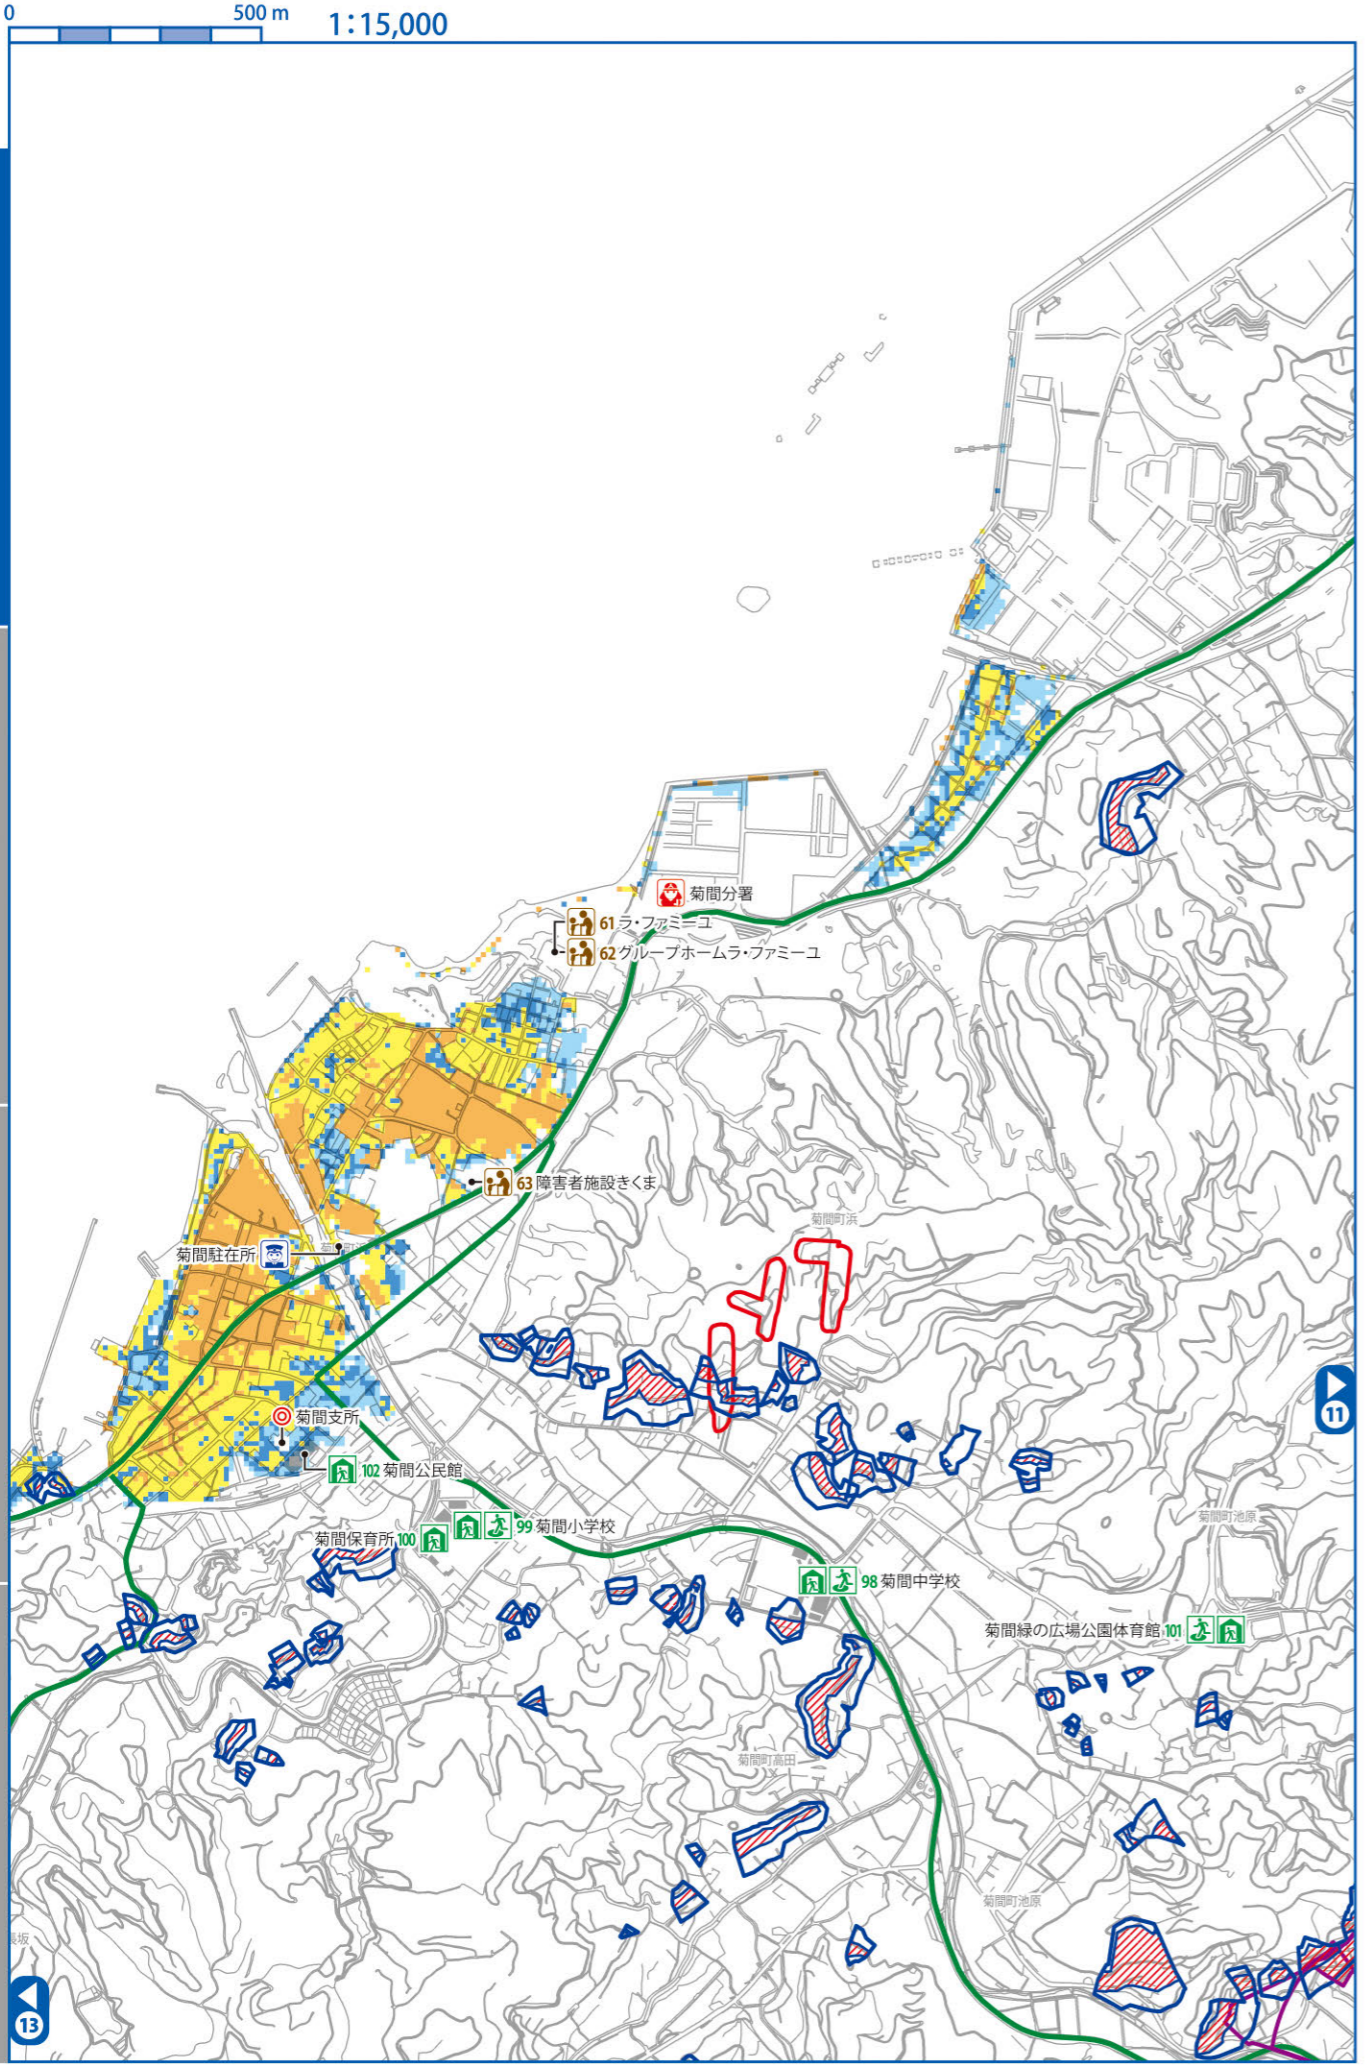 0 500 m 1:15,000
菊間分署
61 ラ・ファミーユ
62 グループホームラ・ファミーユ
63 障害者施設きくま
菊間町浜
菊間駐在所
11
菊間支所
102 菊間公民館
菊間町池原
99 菊間小学校
菊間保育所 100
98 菊間中学校
菊間緑の広場公園体育館 101
菊間町高田
菊間町池原
長坂
13